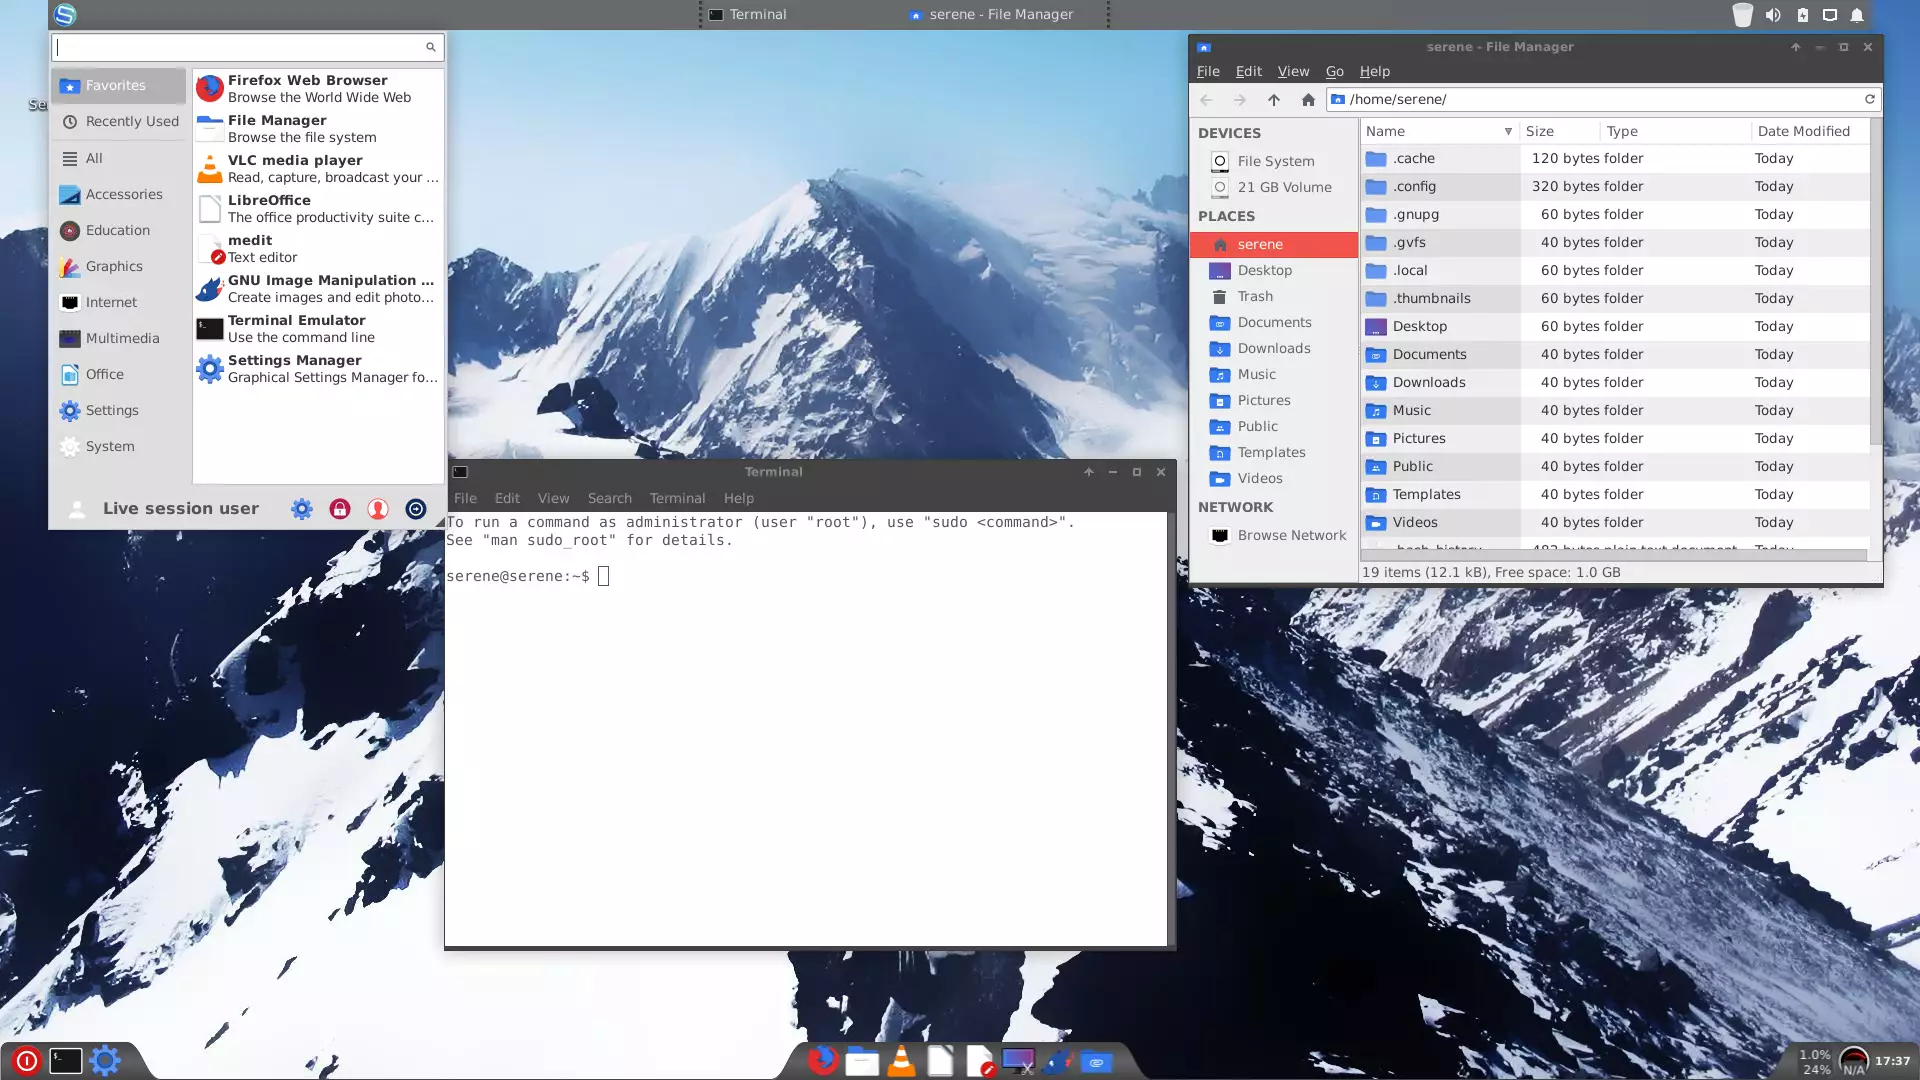 Terminal
serene - File Manager
Favorites
Recently Used
All
Accessories
Education
Graphics
Internet
Multimedia
Office
Settings
System
Firefox Web Browser
Browse the World Wide Web
File Manager
Browse the file system
VLC media player
Read, capture, broadcast your ...
LibreOffice
The office productivity suite c...
medit
Text editor
GNU Image Manipulation ...
Create images and edit photo...
Terminal Emulator
Use the command line
Settings Manager
Graphical Settings Manager fo...
Live session user
Terminal
File Edit View Search Terminal Help
To run a command as administrator (user "root"), use "sudo <command>".
See "man sudo_root" for details.
serene@serene:~$
serene - File Manager
File Edit View Go Help
/home/serene/
DEVICES
File System
21 GB Volume
PLACES
serene
Desktop
Trash
Documents
Downloads
Music
Pictures
Public
Templates
Videos
NETWORK
Browse Network
Name Size Type Date Modified
.cache 120 bytes folder Today
.config 320 bytes folder Today
.gnupg 60 bytes folder Today
.gvfs 40 bytes folder Today
.local 60 bytes folder Today
.thumbnails 60 bytes folder Today
Desktop 60 bytes folder Today
Documents 40 bytes folder Today
Downloads 40 bytes folder Today
Music 40 bytes folder Today
Pictures 40 bytes folder Today
Public 40 bytes folder Today
Templates 40 bytes folder Today
Videos 40 bytes folder Today
19 items (12.1 kB), Free space: 1.0 GB
1.0%
24%
N/A
17:37